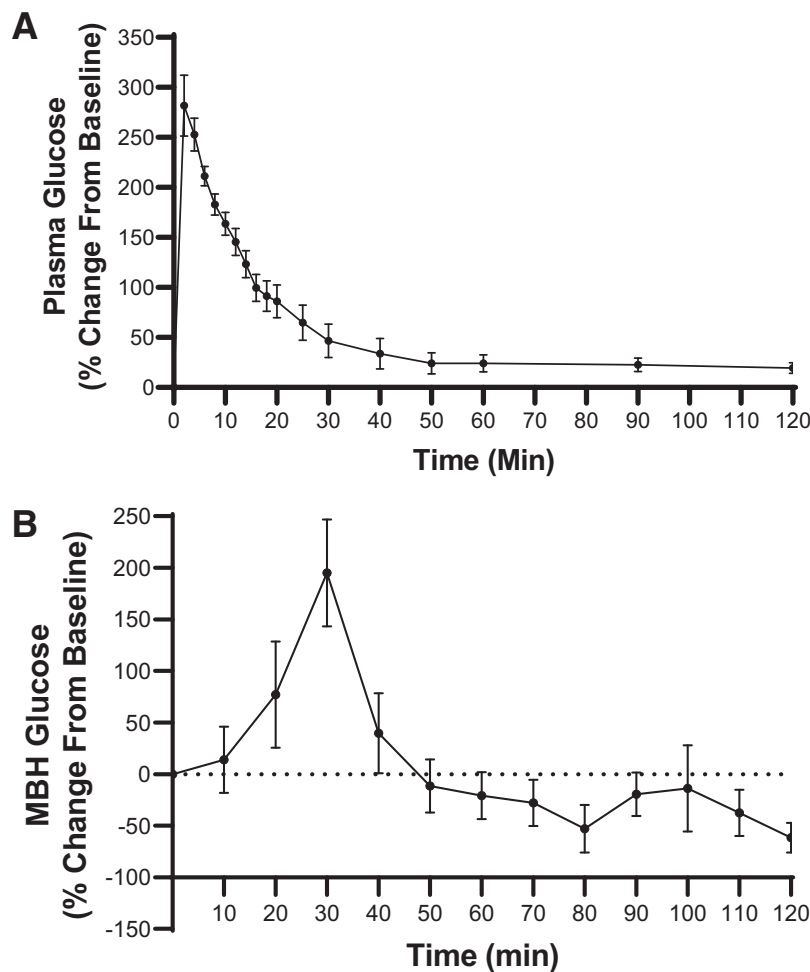 A
Plasma Glucose
(% Change From Baseline)
350
300
250
200
150
100
50
0
0 10 20 30 40 50 60 70 80 90 100 110 120
Time (Min)
B
MBH Glucose
(% Change From Baseline)
250
200
150
100
50
0
-50
-100
-150
10 20 30 40 50 60 70 80 90 100 110 120
Time (min)